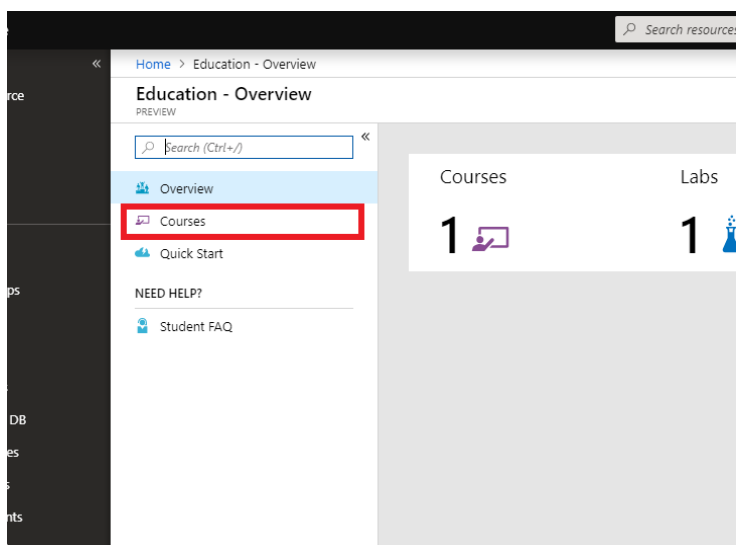 Search resources
«
Home > Education - Overview
Education - Overview
PREVIEW
«
Search (Ctrl+/)
Overview
Courses
Quick Start
NEED HELP?
Student FAQ
Courses
1
Labs
1
rce
ps
DB
es
s
nts